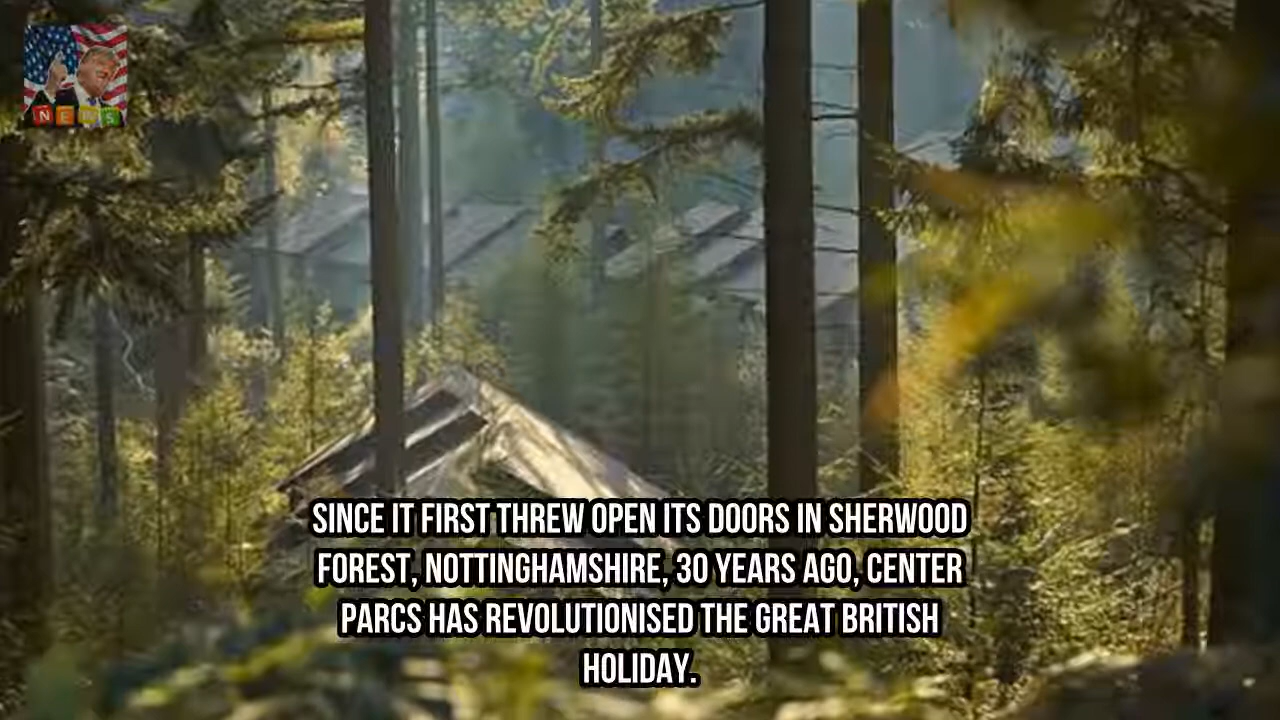 NEWS
SINCE IT FIRST THREW OPEN ITS DOORS IN SHERWOOD
FOREST, NOTTINGHAMSHIRE, 30 YEARS AGO, CENTER
PARCS HAS REVOLUTIONISED THE GREAT BRITISH
HOLIDAY.